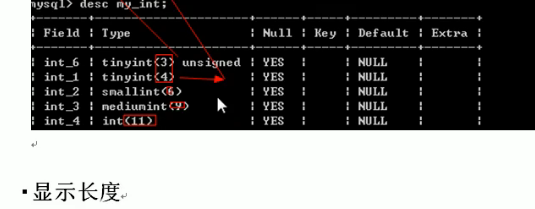 mysql> desc my_int;
+-------+---------------------+------+-----+---------+-------+
| Field | Type | Null | Key | Default | Extra |
+-------+---------------------+------+-----+---------+-------+
| int_6 | tinyint(3) unsigned | YES | | NULL | |
| int_1 | tinyint(4) | YES | | NULL | |
| int_2 | smallint(6) | YES | | NULL | |
| int_3 | mediumint(9) | YES | | NULL | |
| int_4 | int(11) | YES | | NULL | |
▪显示长度